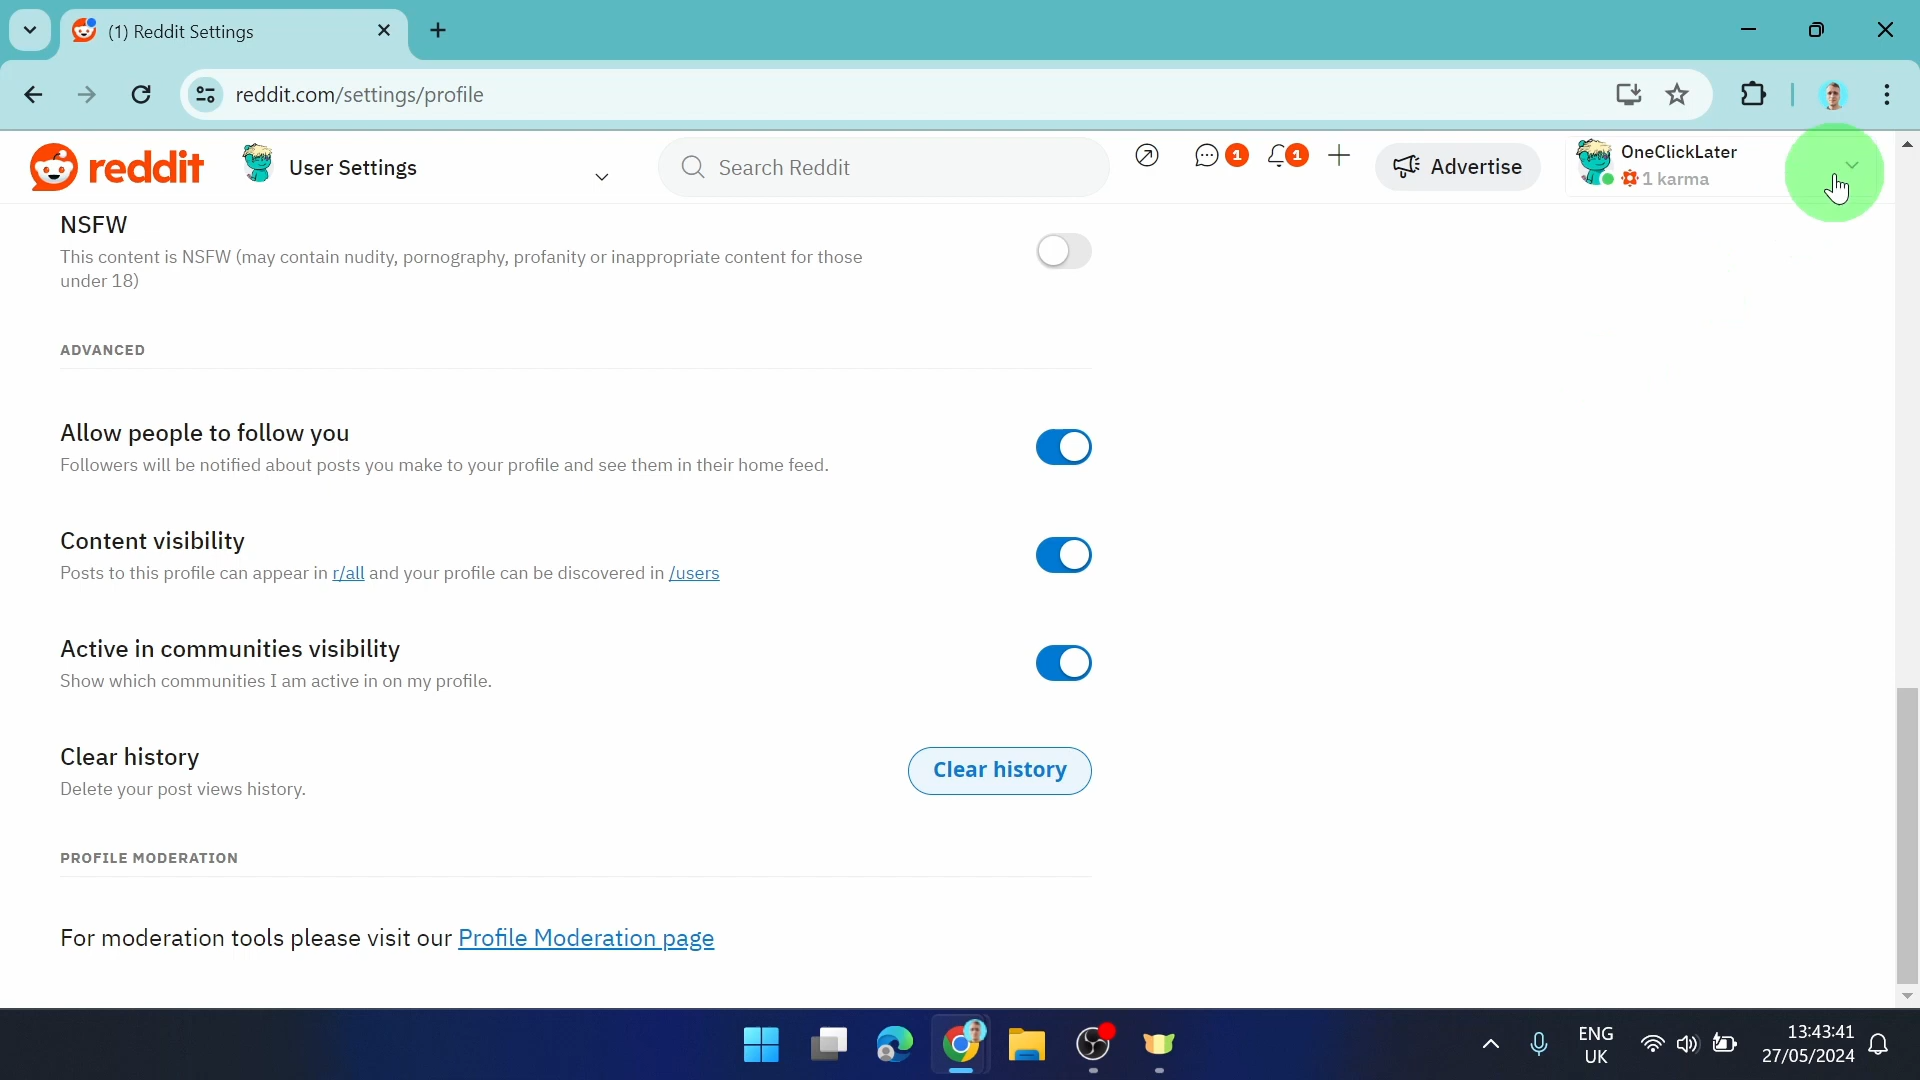 (1) Reddit Settings
reddit.com/settings/profile
reddit
User Settings
Search Reddit
1
1
Advertise
OneClickLater
1 karma
NSFW
This content is NSFW (may contain nudity, pornography, profanity or inappropriate content for those
under 18)
ADVANCED
Allow people to follow you
Followers will be notified about posts you make to your profile and see them in their home feed.
Content visibility
Posts to this profile can appear in r/all and your profile can be discovered in /users
Active in communities visibility
Show which communities I am active in on my profile.
Clear history
Delete your post views history.
Clear history
PROFILE MODERATION
For moderation tools please visit our Profile Moderation page
ENG
UK
13:43:41
27/05/2024